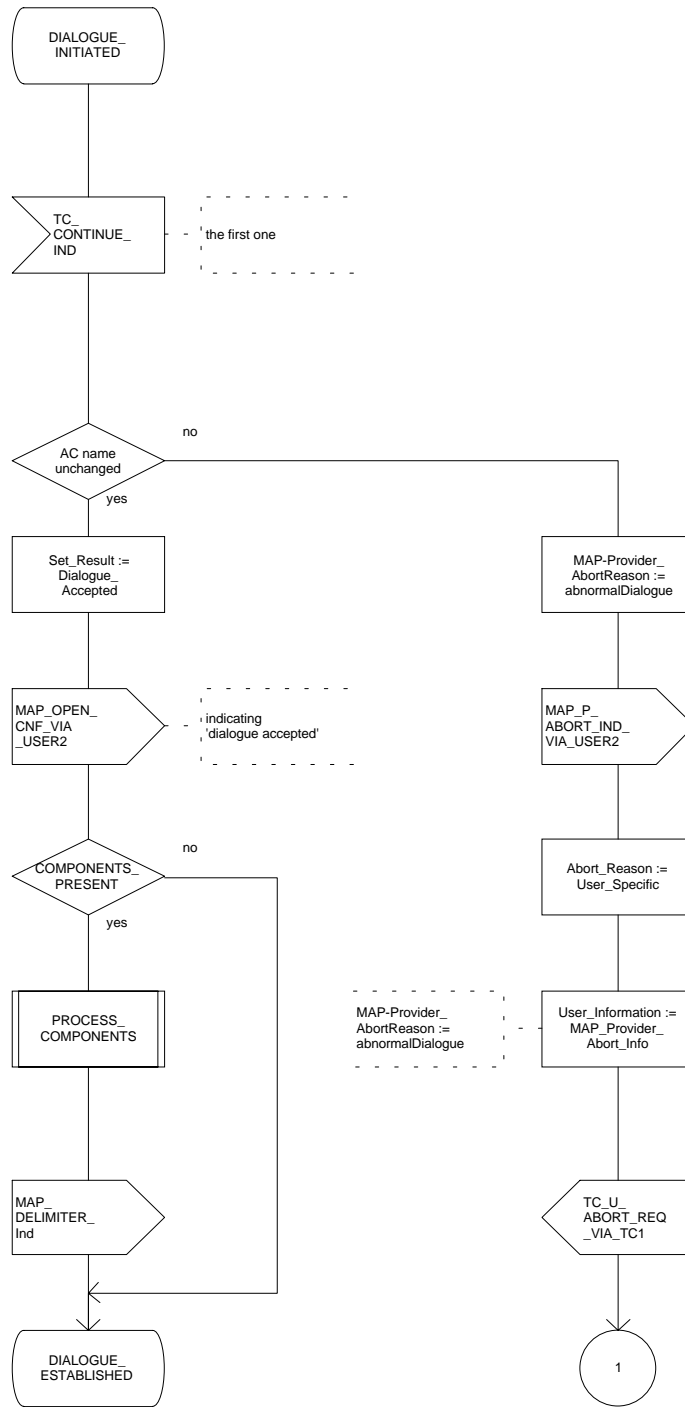 DIALOGUE_
INITIATED
TC_
CONTINUE_
IND
the first one
AC name
unchanged
no
yes
Set_Result :=
Dialogue_
Accepted
MAP-Provider_
AbortReason :=
abnormalDialogue
MAP_OPEN_
CNF_VIA
_USER2
indicating
'dialogue accepted'
MAP_P_
ABORT_IND_
VIA_USER2
COMPONENTS_
PRESENT
no
yes
Abort_Reason :=
User_Specific
PROCESS_
COMPONENTS
MAP-Provider_
AbortReason :=
abnormalDialogue
User_Information :=
MAP_Provider_
Abort_Info
MAP_
DELIMITER_
Ind
TC_U_
ABORT_REQ
_VIA_TC1
DIALOGUE_
ESTABLISHED
1